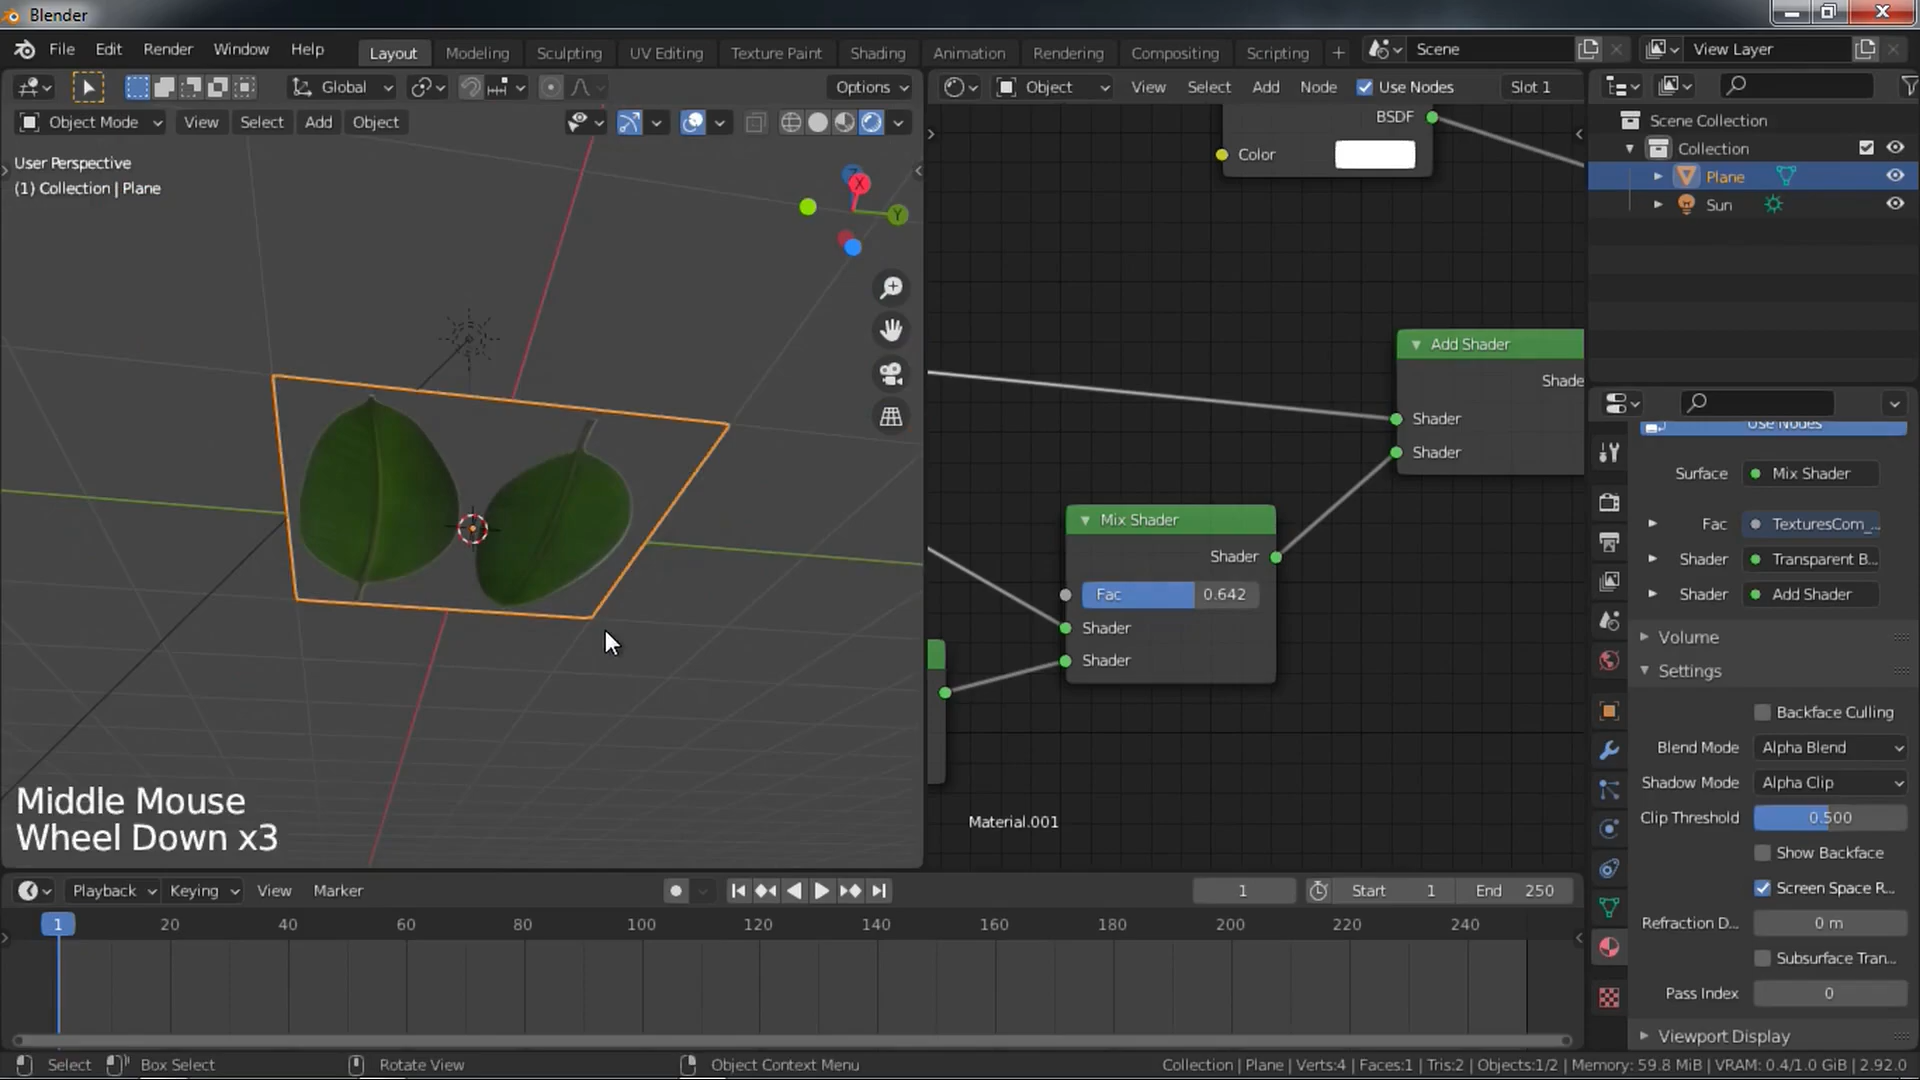 Blender
File Edit Render Window Help
Layout Modeling Sculpting UV Editing Texture Paint Shading Animation Rendering Compositing Scripting +
Scene
View Layer
Global
Options
Object
View Select Add Node Use Nodes Slot 1
Object Mode View Select Add Object
User Perspective
(1) Collection | Plane
X
Y
Middle Mouse
Wheel Down x3
BSDF
Color
Add Shader
Shade
Shader
Shader
Mix Shader
Shader
Fac 0.642
Shader
Shader
Material.001
Scene Collection
Collection
Plane
Sun
Use Nodes
Surface Mix Shader
Fac TexturesCom_...
Shader Transparent B...
Shader Add Shader
Volume
Settings
Backface Culling
Blend Mode Alpha Blend
Shadow Mode Alpha Clip
Clip Threshold 0.500
Show Backface
Screen Space R...
Refraction D... 0 m
Subsurface Tran...
Pass Index 0
Viewport Display
Playback Keying View Marker
1 Start 1 End 250
1 20 40 60 80 100 120 140 160 180 200 220 240
Select Box Select Rotate View Object Context Menu
Collection | Plane | Verts:4 | Faces:1 | Tris:2 | Objects:1/2 | Memory: 59.8 MiB | VRAM: 0.4/1.0 GiB | 2.92.0